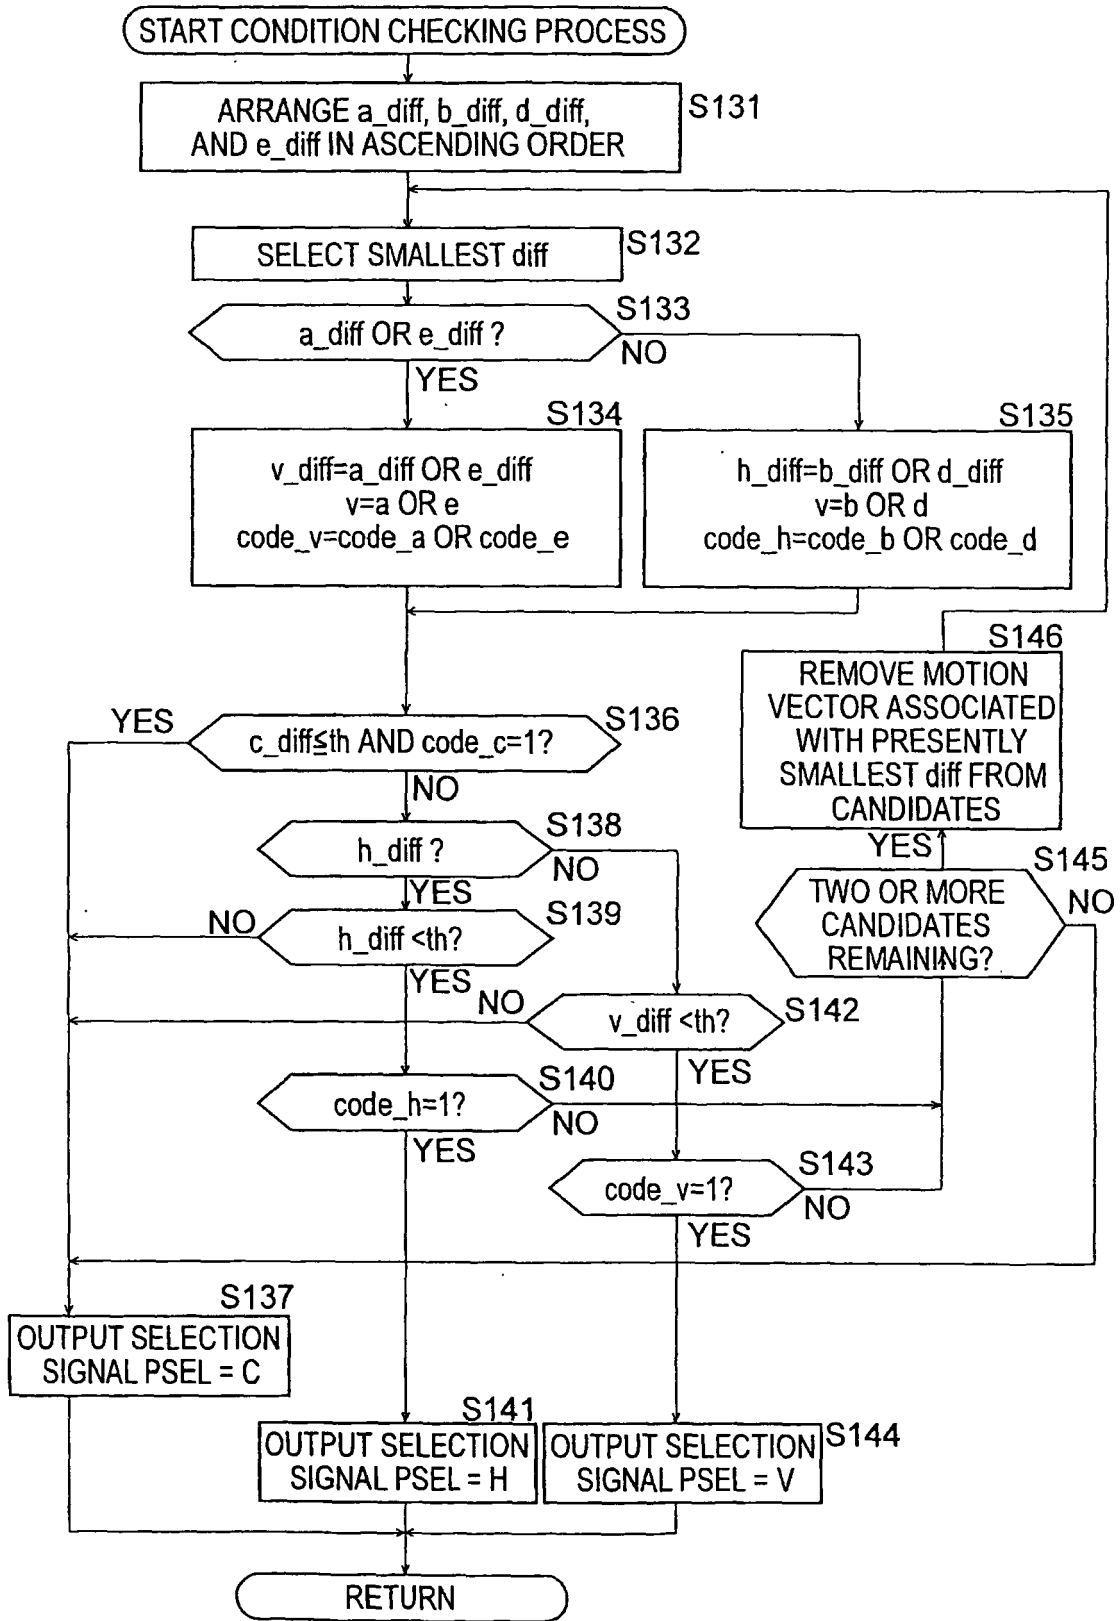 START CONDITION CHECKING PROCESS
ARRANGE a_diff, b_diff, d_diff,
AND e_diff IN ASCENDING ORDER
S131
SELECT SMALLEST diff
S132
a_diff OR e_diff ?
S133
NO
YES
S134
v_diff=a_diff OR e_diff
v=a OR e
code_v=code_a OR code_e
S135
h_diff=b_diff OR d_diff
v=b OR d
code_h=code_b OR code_d
S146
REMOVE MOTION
VECTOR ASSOCIATED
WITH PRESENTLY
SMALLEST diff FROM
CANDIDATES
YES
c_diff≦th AND code_c=1?
S136
NO
h_diff ?
S138
NO
YES
YES
S145
TWO OR MORE
CANDIDATES
REMAINING?
NO
NO
h_diff <th?
S139
YES
NO
v_diff <th?
S142
YES
code_h=1?
S140
NO
YES
code_v=1?
S143
NO
YES
S137
OUTPUT SELECTION
SIGNAL PSEL = C
S141
OUTPUT SELECTION
SIGNAL PSEL = H
S144
OUTPUT SELECTION
SIGNAL PSEL = V
RETURN